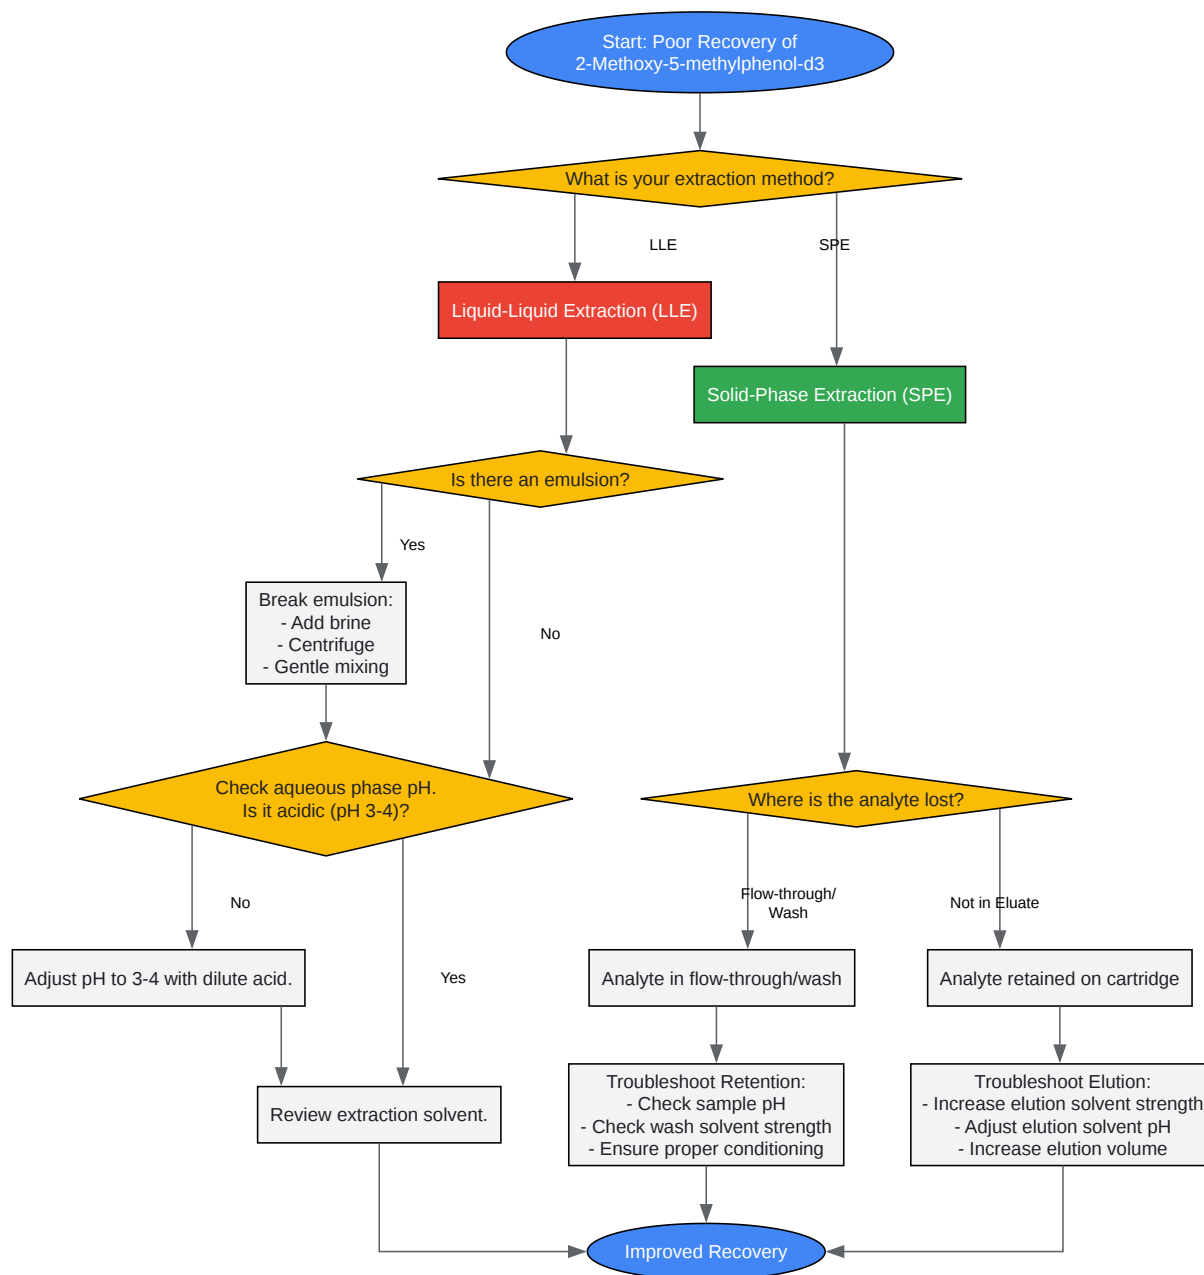 Start: Poor Recovery of
2-Methoxy-5-methylphenol-d3
What is your extraction method?
LLE
SPE
Liquid-Liquid Extraction (LLE)
Solid-Phase Extraction (SPE)
Is there an emulsion?
Yes
No
Break emulsion:
- Add brine
- Centrifuge
- Gentle mixing
Check aqueous phase pH.
Is it acidic (pH 3-4)?
Where is the analyte lost?
No
Yes
Flow-through/
Wash
Not in Eluate
Adjust pH to 3-4 with dilute acid.
Analyte in flow-through/wash
Analyte retained on cartridge
Review extraction solvent.
Troubleshoot Retention:
- Check sample pH
- Check wash solvent strength
- Ensure proper conditioning
Troubleshoot Elution:
- Increase elution solvent strength
- Adjust elution solvent pH
- Increase elution volume
Improved Recovery